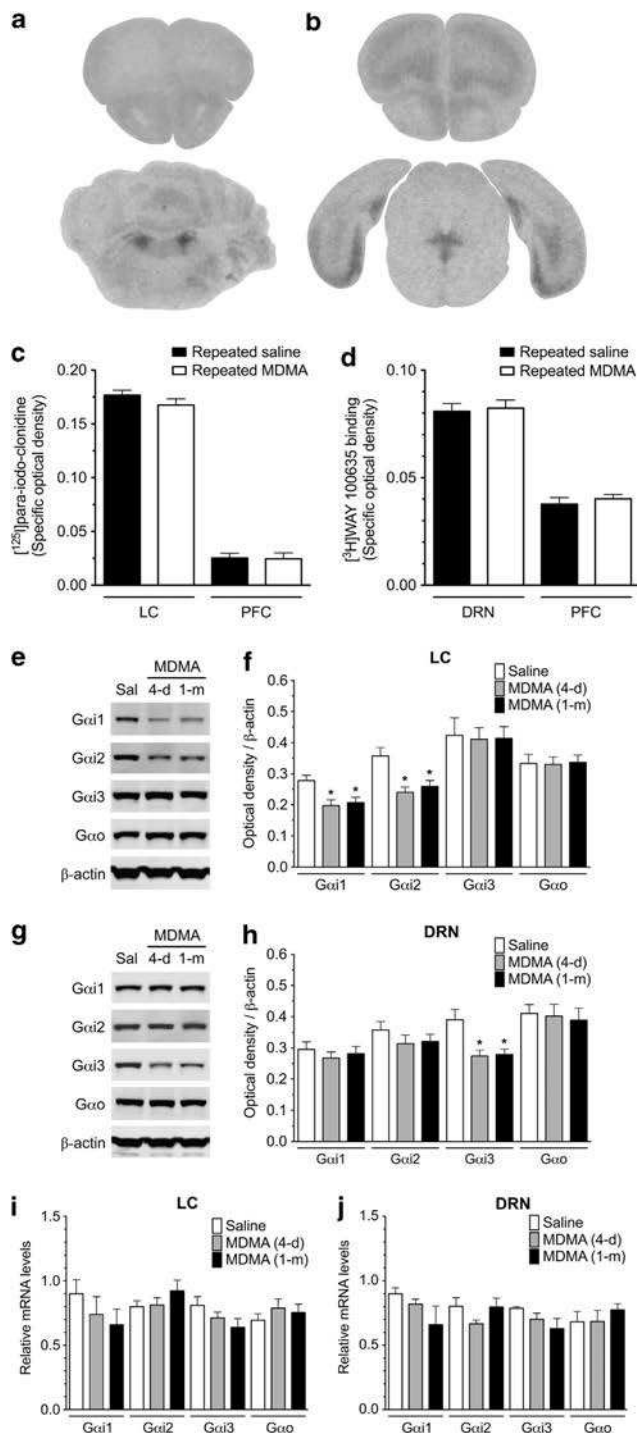 a
b
c
Repeated saline
Repeated MDMA
0.20
0.15
0.10
0.05
0.00
[¹²⁵I]para-iodo-clonidine
(Specific optical density)
LC
PFC
d
Repeated saline
Repeated MDMA
0.10
0.05
0.00
[³H]WAY 100635 binding
(Specific optical density)
DRN
PFC
e
MDMA
Sal 4-d 1-m
Gαi1
Gαi2
Gαi3
Gαo
β-actin
f
LC
Saline
MDMA (4-d)
MDMA (1-m)
0.6
0.5
0.4
0.3
0.2
0.1
0.0
Optical density / β-actin
* * * *
Gαi1 Gαi2 Gαi3 Gαo
g
MDMA
Sal 4-d 1-m
Gαi1
Gαi2
Gαi3
Gαo
β-actin
h
DRN
Saline
MDMA (4-d)
MDMA (1-m)
0.6
0.5
0.4
0.3
0.2
0.1
0.0
Optical density / β-actin
* *
Gαi1 Gαi2 Gαi3 Gαo
i
LC
Saline
MDMA (4-d)
MDMA (1-m)
1.5
1.0
0.5
0.0
Relative mRNA levels
Gαi1 Gαi2 Gαi3 Gαo
j
DRN
Saline
MDMA (4-d)
MDMA (1-m)
1.5
1.0
0.5
0.0
Relative mRNA levels
Gαi1 Gαi2 Gαi3 Gαo